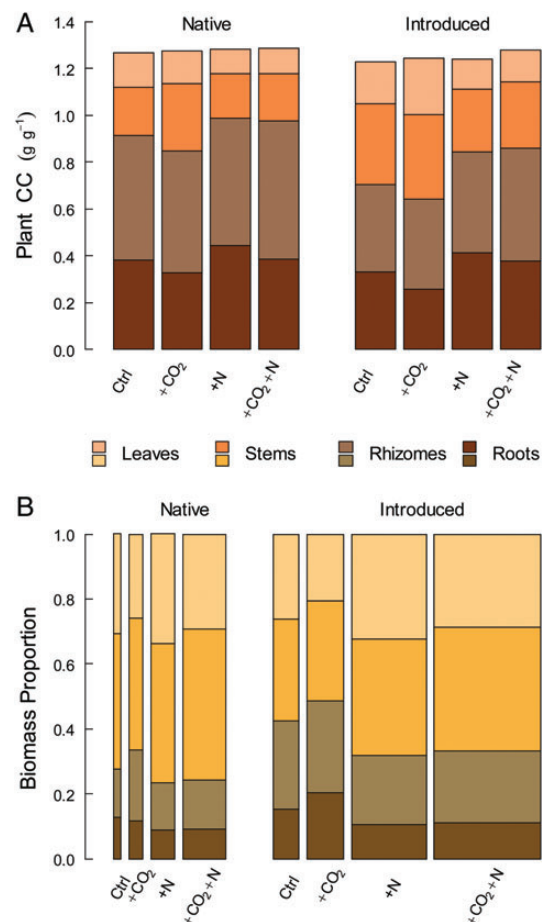 A
Native
Introduced
Plant CC (g g⁻¹)
1.4
1.2
1.0
0.8
0.6
0.4
0.2
0.0
Ctrl
+CO₂
+N
+CO₂+N
Ctrl
+CO₂
+N
+CO₂+N
Leaves Stems Rhizomes Roots
B
Native
Introduced
Biomass Proportion
1.0
0.8
0.6
0.4
0.2
0.0
Ctrl
+CO₂
+N
+CO₂+N
Ctrl
+CO₂
+N
+CO₂+N